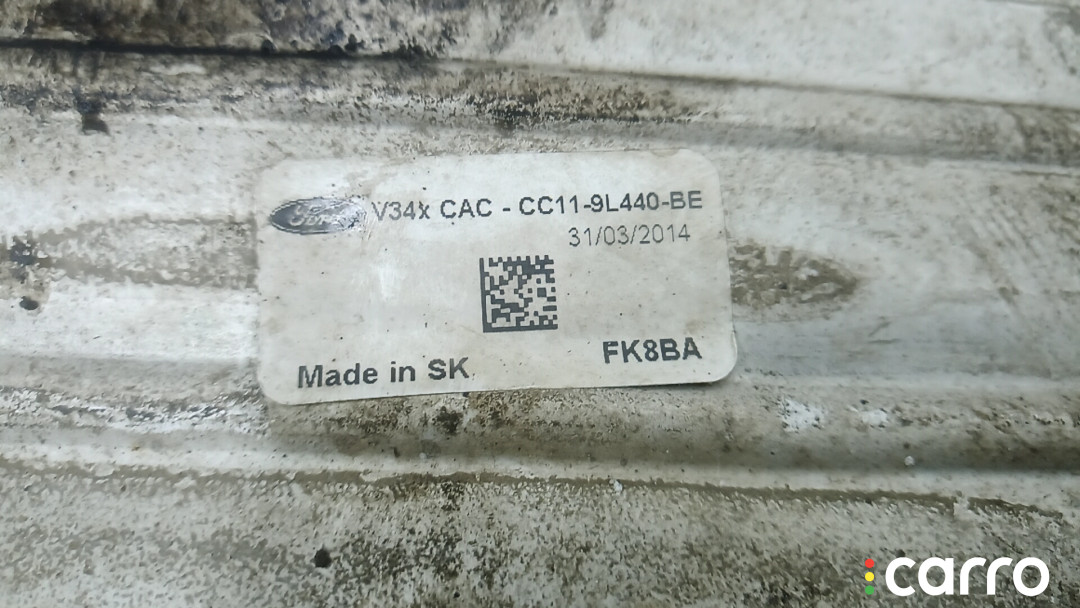 Ford V34x CAC - CC11-9L440-BE
31/03/2014
FK8BA
Made in SK
carro